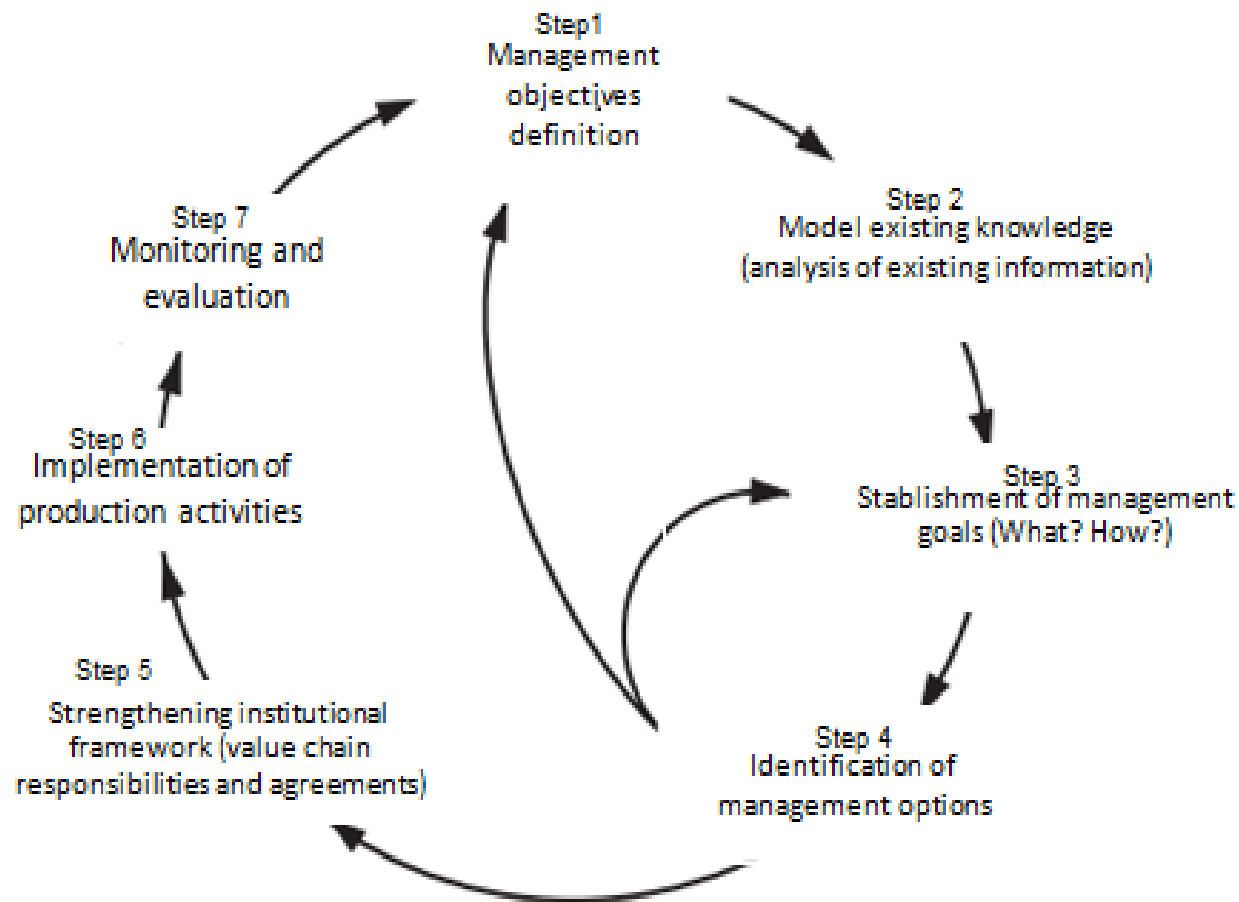 Step1
Management
objectives
definition
Step 2
Model existing knowledge
(analysis of existing information)
Step 3
Stablishment of management
goals (What? How?)
Step 4
Identification of
management options
Step 5
Strengthening institutional
framework (value chain
responsibilities and agreements)
Step 6
Implementation of
production activities
Step 7
Monitoring and
evaluation